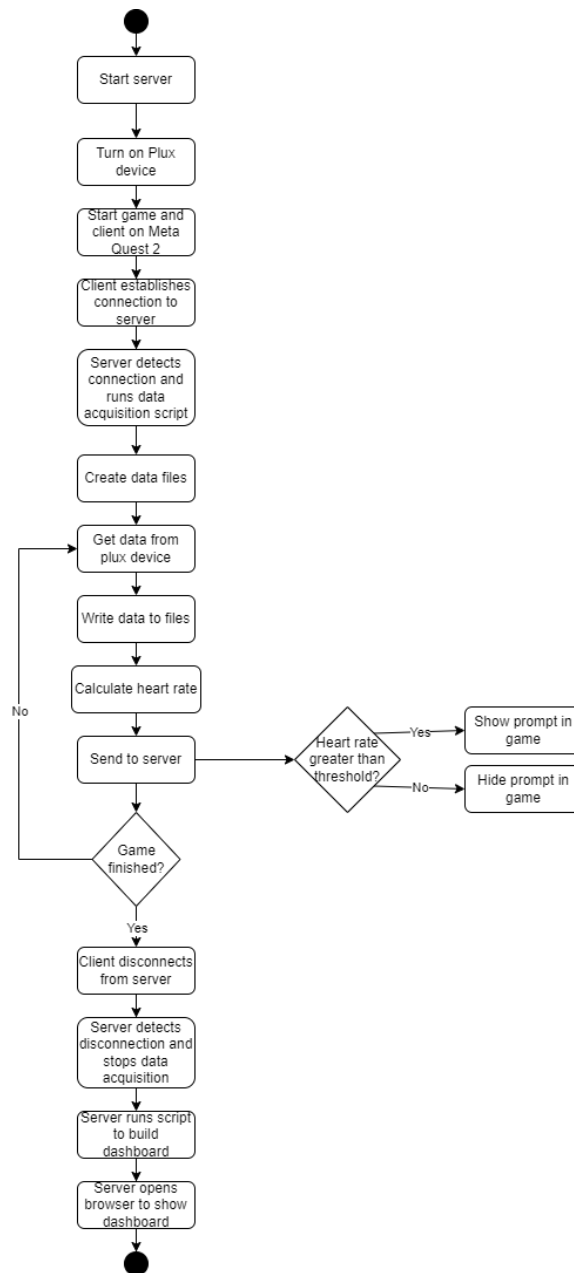 Start server
Turn on Plux
device
Start game and
client on Meta
Quest 2
Client establishes
connection to
server
Server detects
connection and
runs data
acquisition script
Create data files
Get data from
plux device
Write data to files
Calculate heart rate
No
Send to server
Heart rate
greater than
threshold?
Yes
Show prompt in
game
No
Hide prompt in
game
Game
finished?
Yes
Client disconnects
from server
Server detects
disconnection and
stops data
acquisition
Server runs script
to build
dashboard
Server opens
browser to show
dashboard